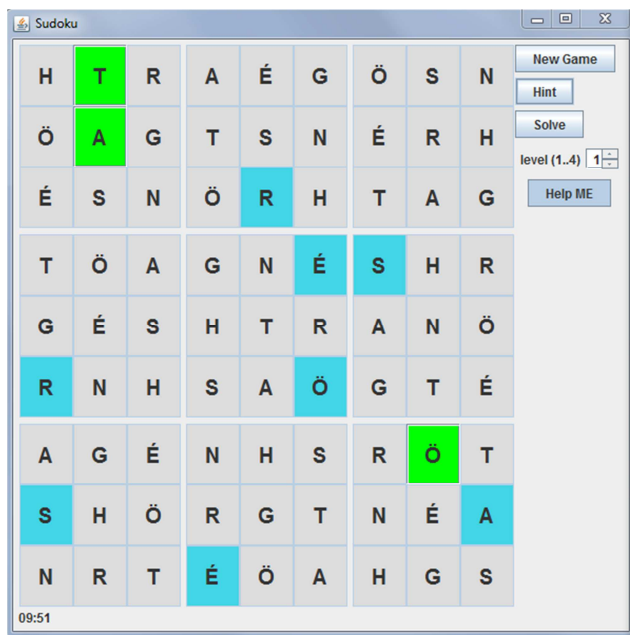 Sudoku
H T R A É G Ö S N
Ö A G T S N É R H
É S N Ö R H T A G
T Ö A G N É S H R
G É S H T R A N Ö
R N H S A Ö G T É
A G É N H S R Ö T
S H Ö R G T N É A
N R T É Ö A H G S
New Game
Hint
Solve
level (1..4) 1
Help ME
09:51